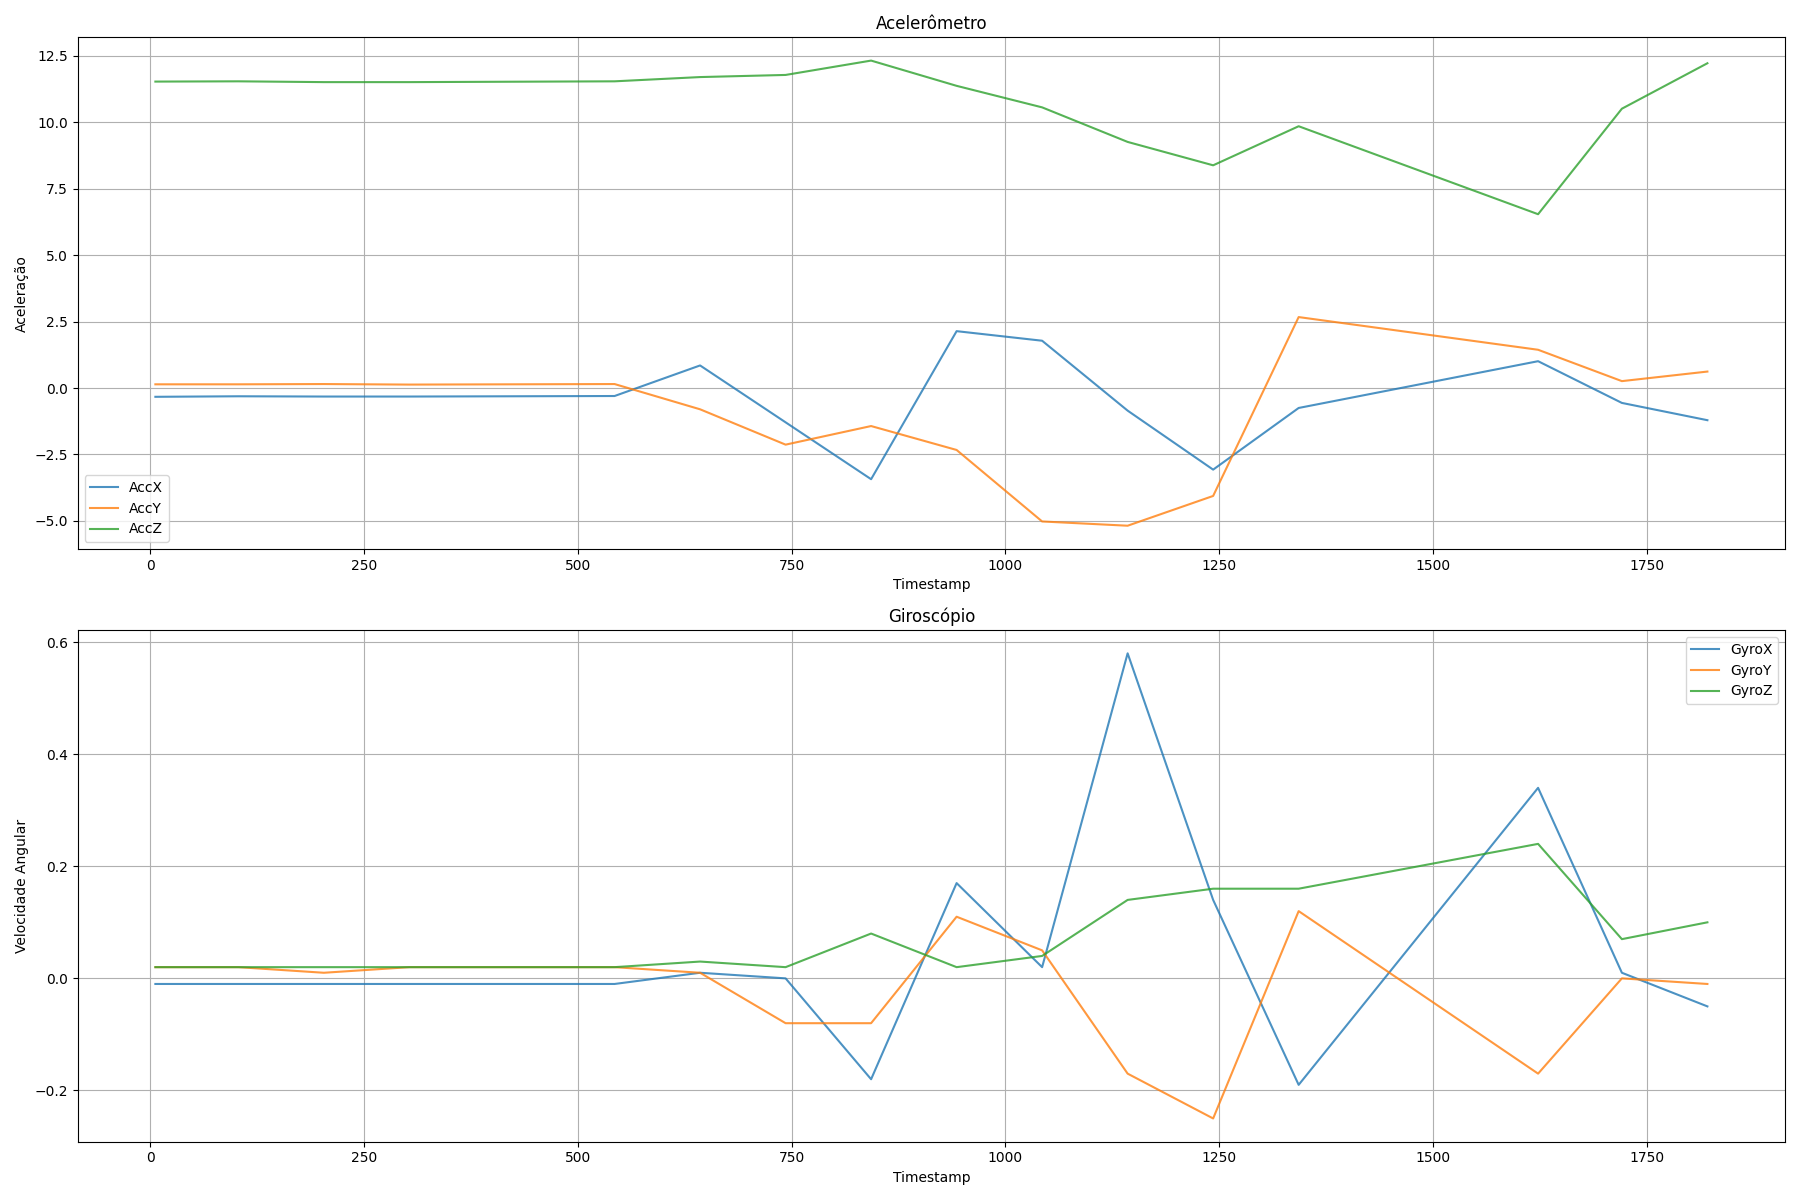 Acelerômetro
12.5
10.0
7.5
5.0
2.5
0.0
−2.5
−5.0
Aceleração
AccX
AccY
AccZ
0 250 500 750 1000 1250 1500 1750
Timestamp
Giroscópio
0.6
0.4
0.2
0.0
−0.2
Velocidade Angular
GyroX
GyroY
GyroZ
0 250 500 750 1000 1250 1500 1750
Timestamp